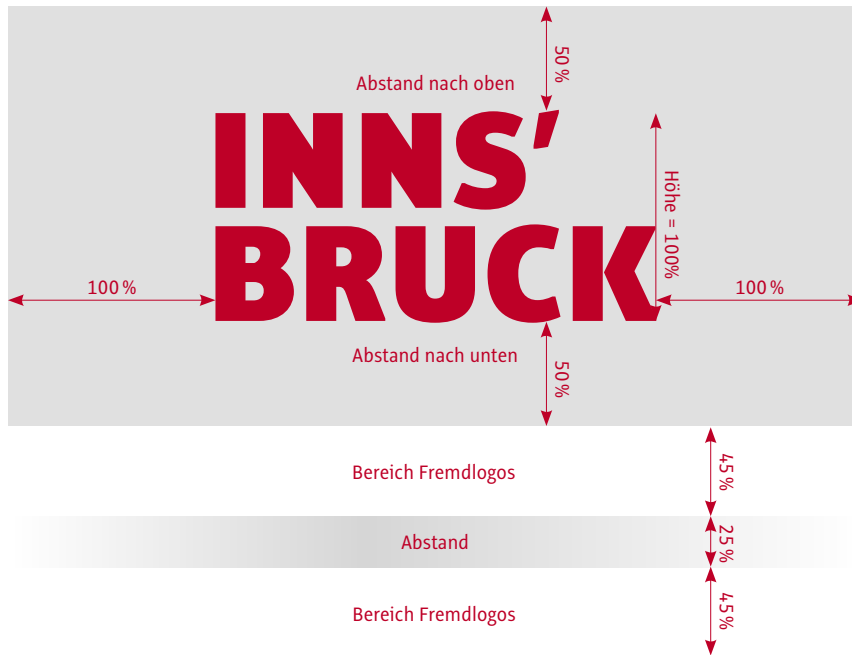 50 %
Abstand nach oben
INNS’
BRUCK
Höhe = 100%
100 %
100 %
Abstand nach unten
50 %
Bereich Fremdlogos
45 %
Abstand
25 %
Bereich Fremdlogos
45 %